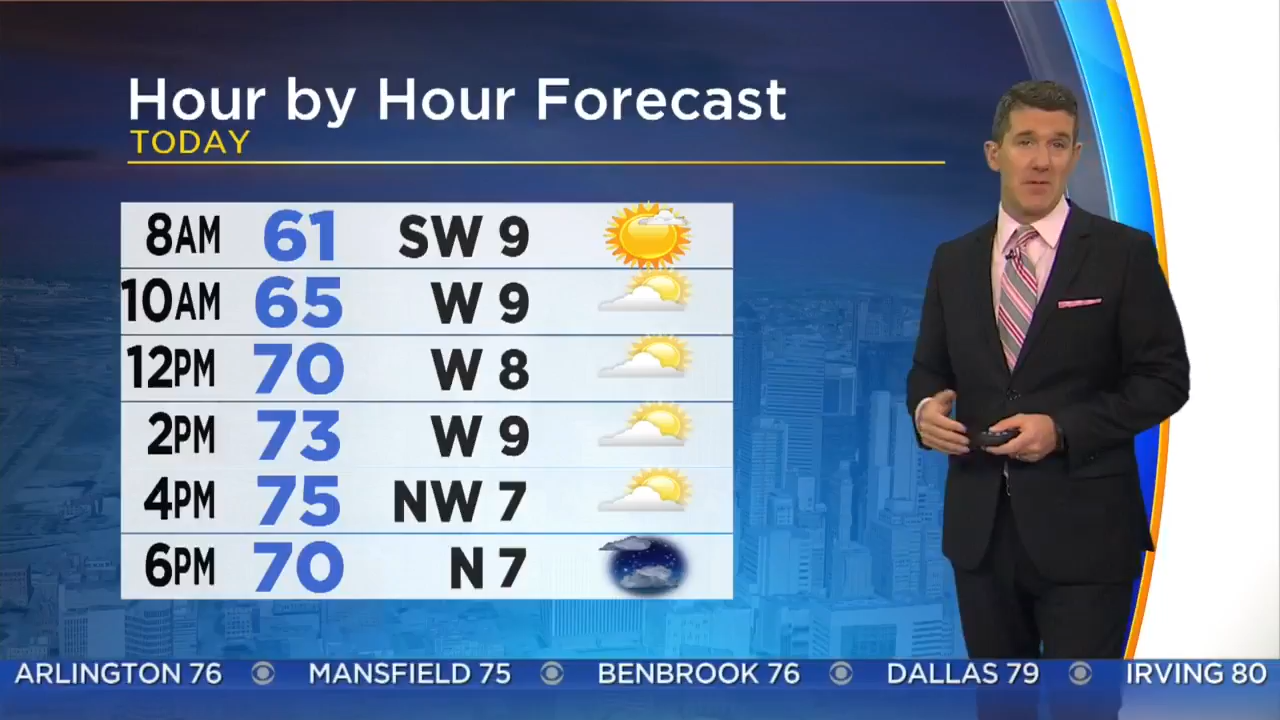 Hour by Hour Forecast
TODAY
8AM 61 SW 9
10AM 65 W 9
12PM 70 W 8
2PM 73 W 9
4PM 75 NW 7
6PM 70 N 7
ARLINGTON 76 MANSFIELD 75 BENBROOK 76 DALLAS 79 IRVING 80